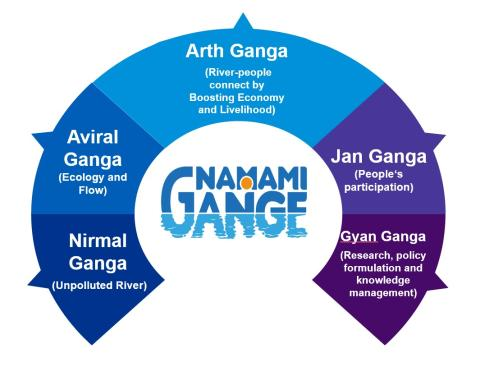 Arth Ganga
(River-people
connect by
Boosting Economy
and Livelihood)
Aviral
Ganga
(Ecology and
Flow)
Jan Ganga
(People's
participation)
NAMAMI
GANGE
Nirmal
Ganga
(Unpolluted River)
Gyan Ganga
(Research, policy
formulation and
knowledge
management)